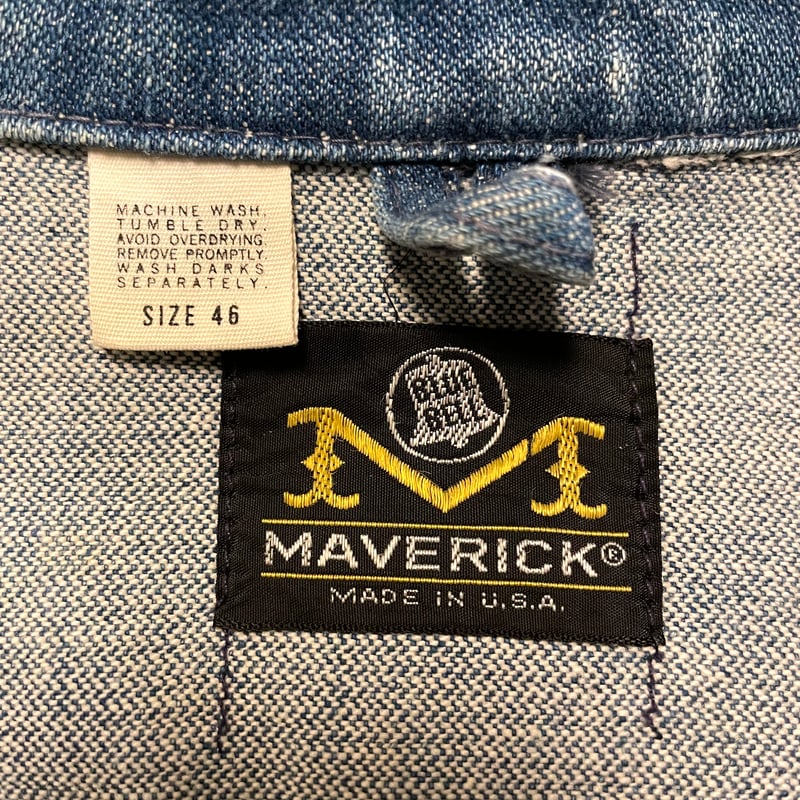 MACHINE WASH.
TUMBLE DRY.
AVOID OVERDRYING.
REMOVE PROMPTLY.
WASH DARKS
SEPARATELY.
SIZE 46
BLUE
BELL
M
MAVERICK®
MADE IN U.S.A.